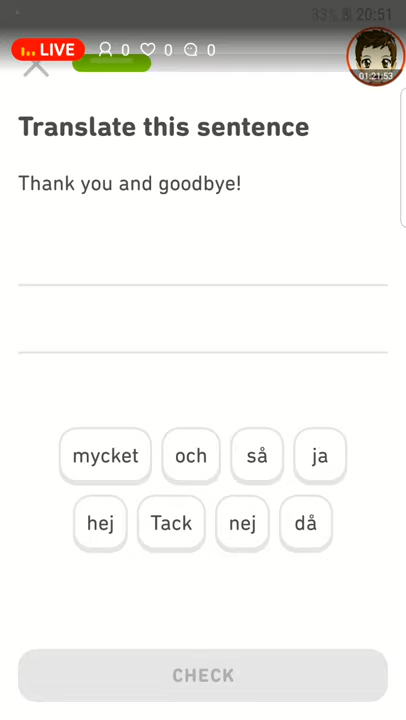 33% 20:51
LIVE 0 0 0
01:21:53
Translate this sentence
Thank you and goodbye!
mycket och så ja
hej Tack nej då
CHECK